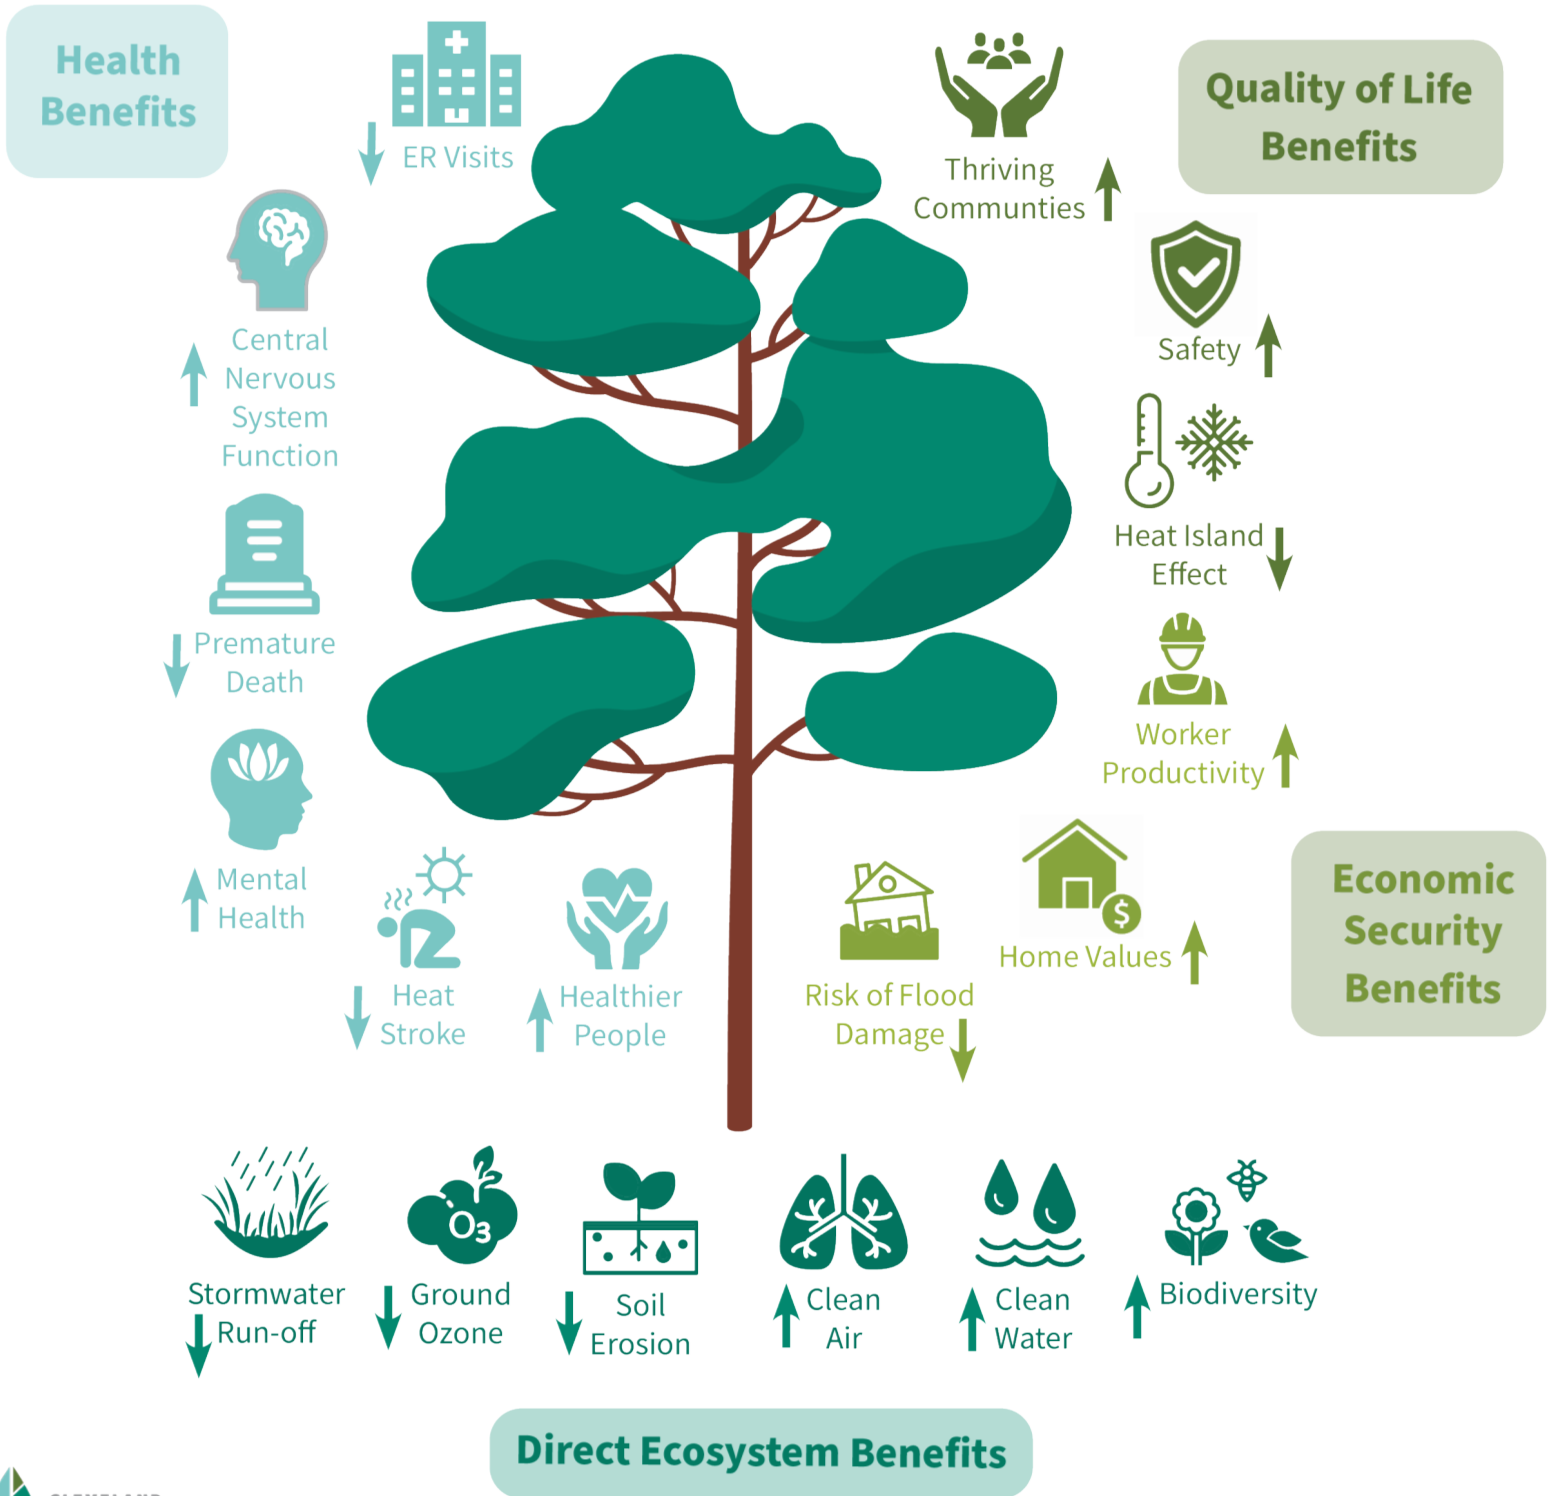 Health
Benefits
ER Visits
Central
Nervous
System
Function
Premature
Death
Mental
Health
Heat
Stroke
Healthier
People
Quality of Life
Benefits
Thriving
Communties
Safety
Heat Island
Effect
Worker
Productivity
Economic
Security
Benefits
Home Values
$
Risk of Flood
Damage
Stormwater
Run-off
O3
Ground
Ozone
Soil
Erosion
Clean
Air
Clean
Water
Biodiversity
Direct Ecosystem Benefits